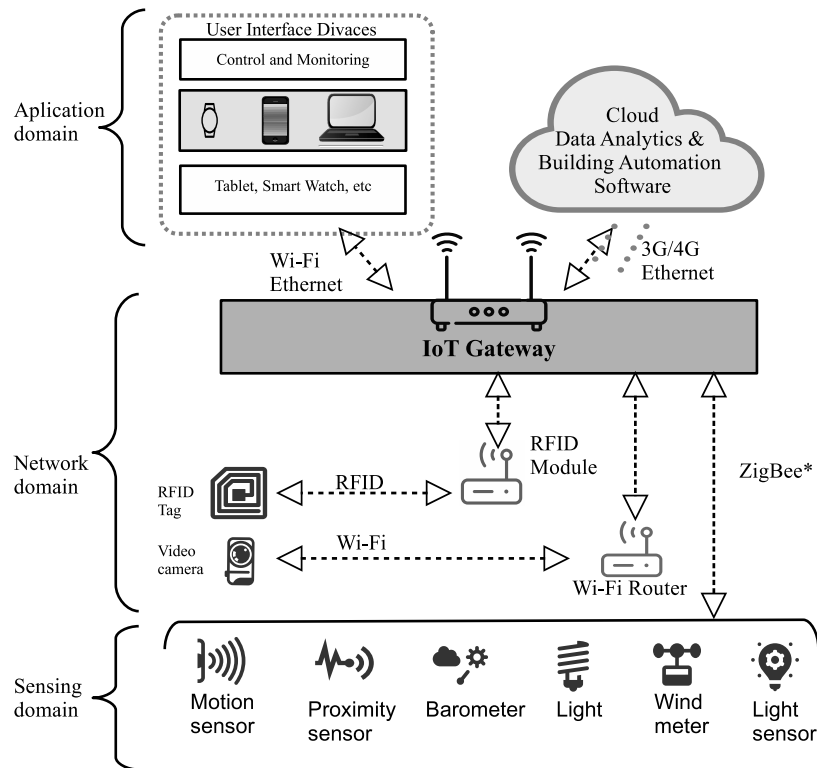 User Interface Divaces
Control and Monitoring
Tablet, Smart Watch, etc
Aplication
domain
Cloud
Data Analytics &
Building Automation
Software
Wi-Fi
Ethernet
3G/4G
Ethernet
IoT Gateway
Network
domain
RFID
Module
RFID
Tag
RFID
ZigBee*
Video
camera
Wi-Fi
Wi-Fi Router
Sensing
domain
Motion
sensor
Proximity
sensor
Barometer
Light
Wind
meter
Light
sensor